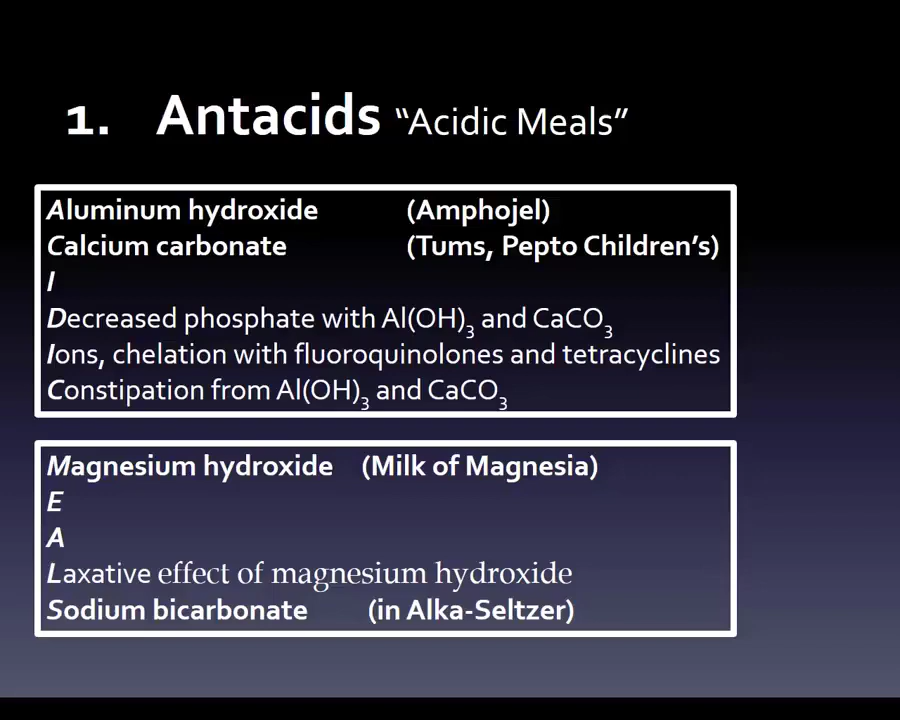 1. Antacids “Acidic Meals”
Aluminum hydroxide (Amphojel)
Calcium carbonate (Tums, Pepto Children’s)
I
Decreased phosphate with Al(OH)3 and CaCO3
Ions, chelation with fluoroquinolones and tetracyclines
Constipation from Al(OH)3 and CaCO3
Magnesium hydroxide (Milk of Magnesia)
E
A
Laxative effect of magnesium hydroxide
Sodium bicarbonate (in Alka-Seltzer)